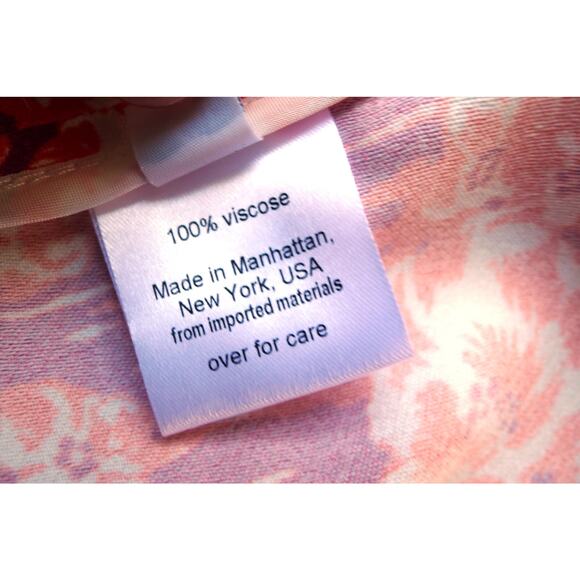 100% viscose
Made in Manhattan,
New York, USA
from imported materials
over for care